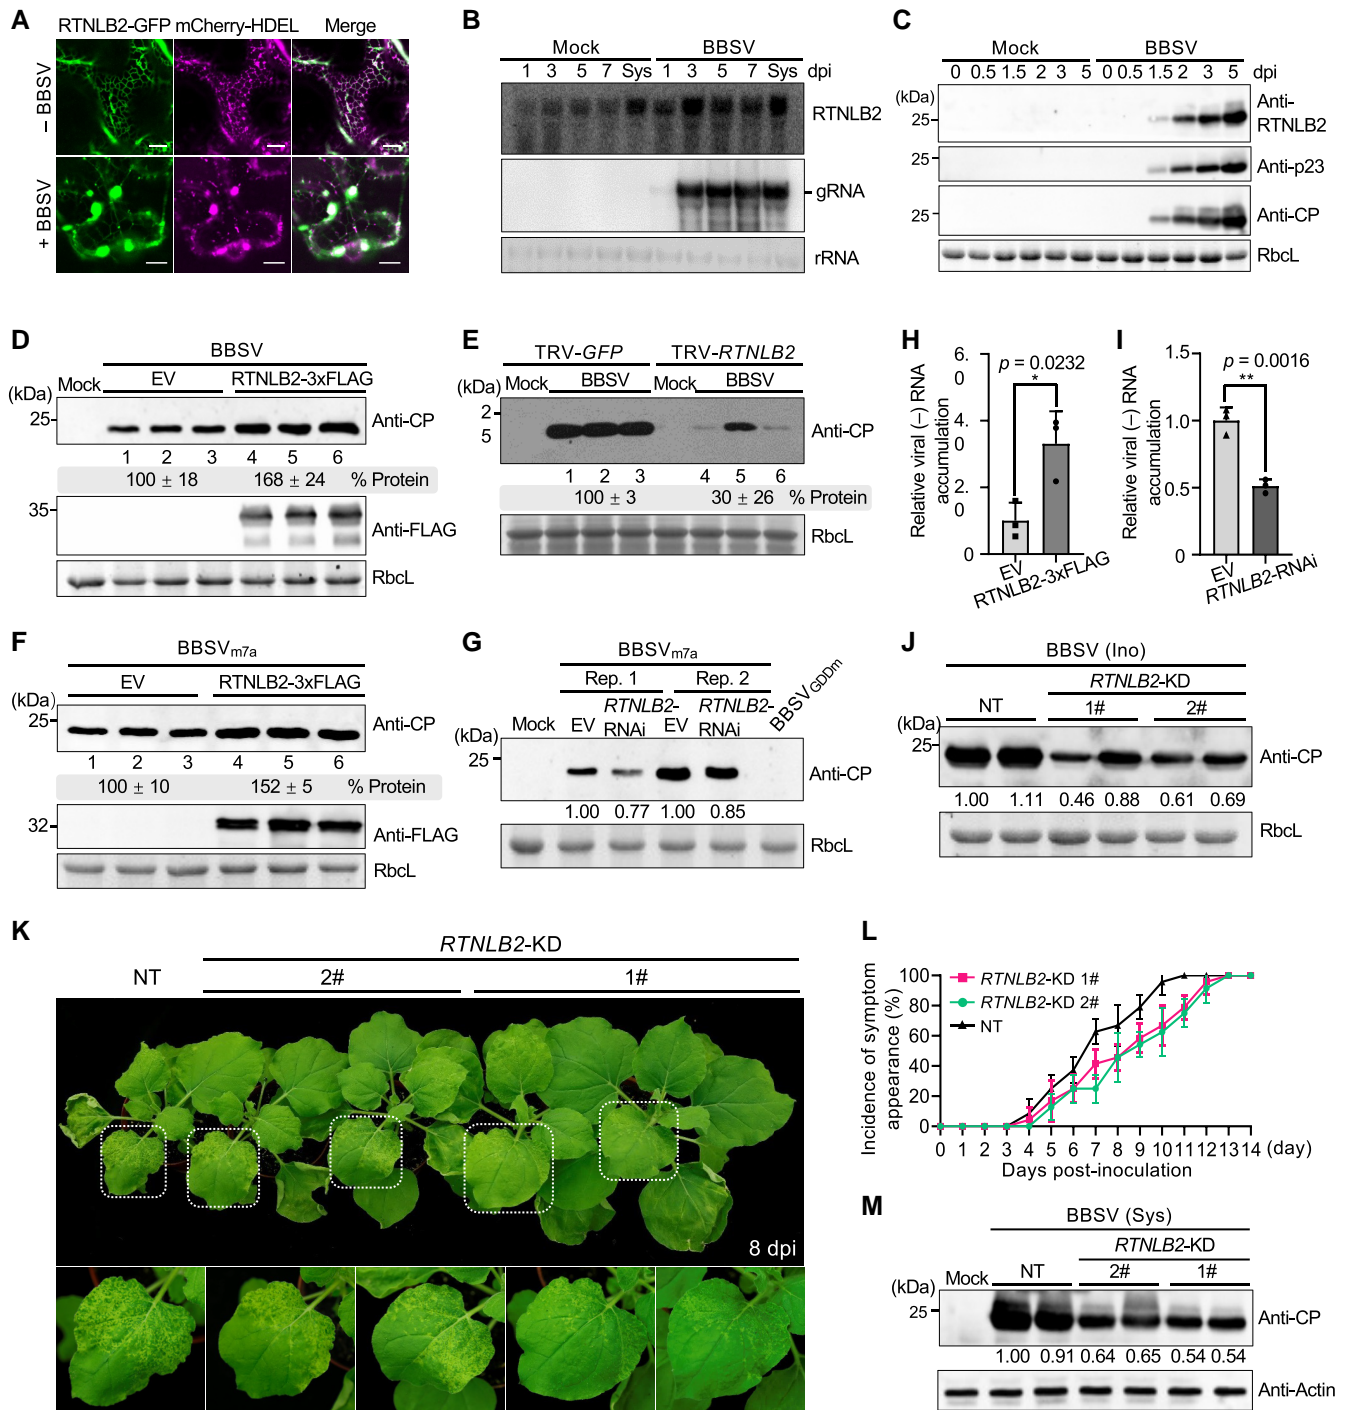 A
RTNLB2-GFP mCherry-HDEL Merge
– BBSV
+ BBSV
B
Mock BBSV
1 3 5 7 Sys 1 3 5 7 Sys dpi
RTNLB2
gRNA
rRNA
C
Mock BBSV
0 0.5 1.5 2 3 5 0 0.5 1.5 2 3 5 dpi
(kDa)
25
Anti-
RTNLB2
25
Anti-p23
25
Anti-CP
RbcL
D
BBSV
Mock EV RTNLB2-3xFLAG
(kDa)
25
Anti-CP
1 2 3 4 5 6
100 ± 18 168 ± 24 % Protein
35
Anti-FLAG
RbcL
E
TRV-GFP TRV-RTNLB2
(kDa) Mock BBSV Mock BBSV
2
5
Anti-CP
1 2 3 4 5 6
100 ± 3 30 ± 26 % Protein
RbcL
H
Relative viral (–) RNA
accumulation
6.
0
4.
0
2.
0
0
p = 0.0232
*
EV
RTNLB2-3xFLAG
I
Relative viral (–) RNA
accumulation
1.5
1.0
0.5
0
p = 0.0016
**
EV
RTNLB2-RNAi
F
BBSVm7a
EV RTNLB2-3xFLAG
(kDa)
25
Anti-CP
1 2 3 4 5 6
100 ± 10 152 ± 5 % Protein
32
Anti-FLAG
RbcL
G
BBSVm7a
Rep. 1 Rep. 2
Mock EV RTNLB2-RNAi EV RTNLB2-RNAi BBSVGDDm
(kDa)
25
Anti-CP
1.00 0.77 1.00 0.85
RbcL
J
BBSV (Ino)
RTNLB2-KD
NT 1# 2#
(kDa)
25
Anti-CP
1.00 1.11 0.46 0.88 0.61 0.69
RbcL
K
RTNLB2-KD
NT 2# 1#
8 dpi
L
Incidence of symptom
appearance (%)
100
80
60
40
20
0
RTNLB2-KD 1#
RTNLB2-KD 2#
NT
0 1 2 3 4 5 6 7 8 9 10 11 12 13 14 (day)
Days post-inoculation
M
BBSV (Sys)
RTNLB2-KD
Mock NT 2# 1#
(kDa)
25
Anti-CP
1.00 0.91 0.64 0.65 0.54 0.54
Anti-Actin